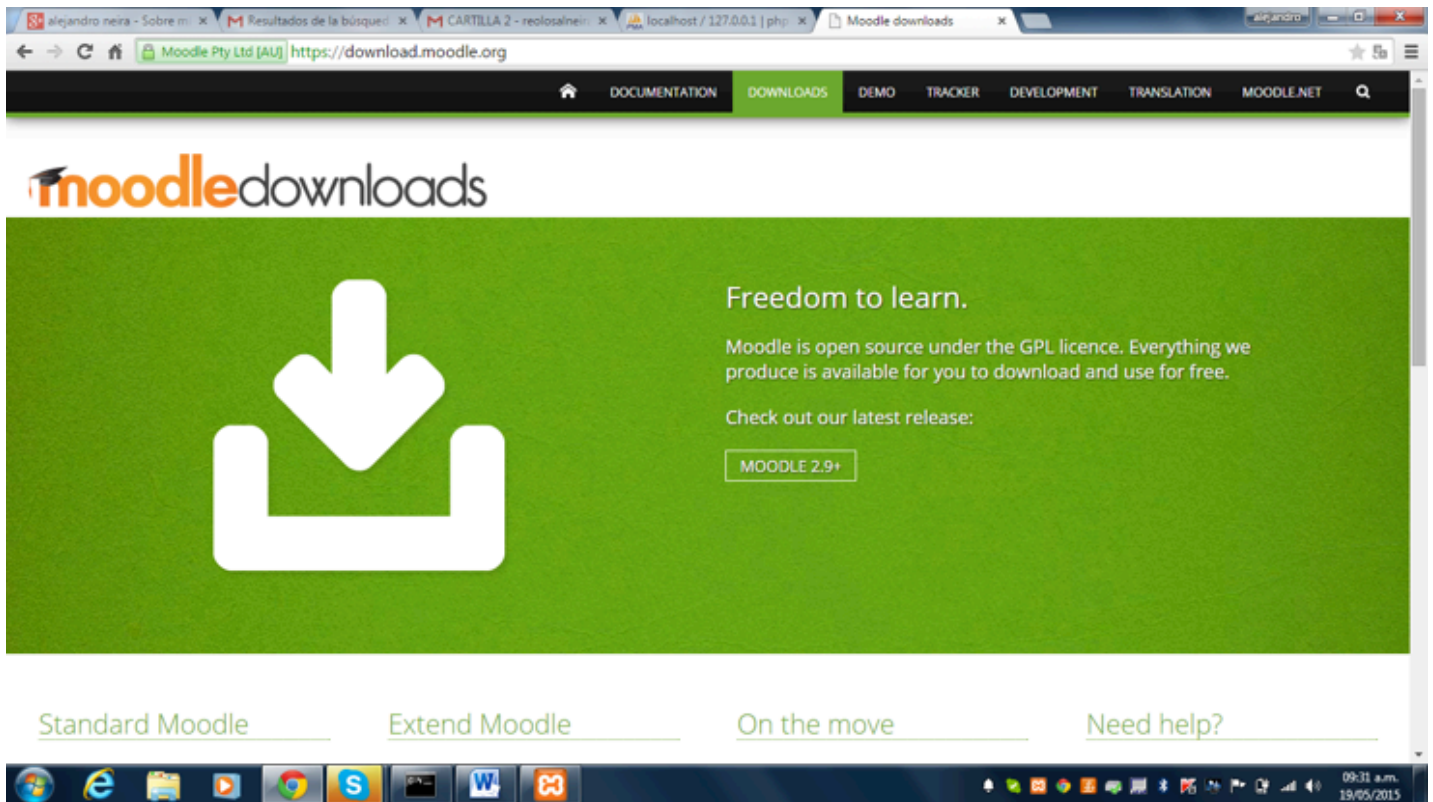 alejandro neira - Sobre mi
Resultados de la búsqued
CARTILLA 2 - reolosalneir
localhost / 127.0.0.1 | php
Moodle downloads
alejandro
Moodle Pty Ltd [AU] https://download.moodle.org
DOCUMENTATION DOWNLOADS DEMO TRACKER DEVELOPMENT TRANSLATION MOODLE.NET
moodledownloads
Freedom to learn.
Moodle is open source under the GPL licence. Everything we
produce is available for you to download and use for free.
Check out our latest release:
MOODLE 2.9+
Standard Moodle
Extend Moodle
On the move
Need help?
09:31 a.m.
19/05/2015